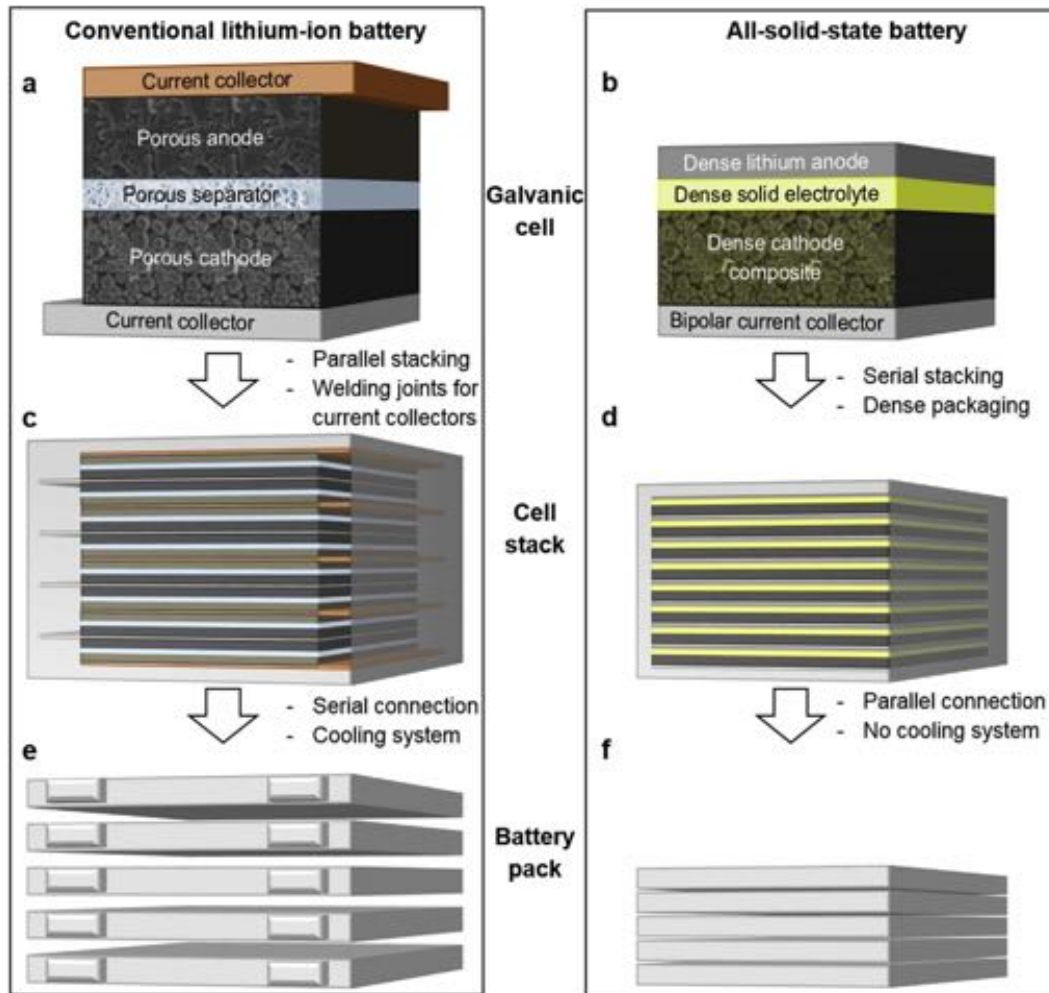 Conventional lithium-ion battery
All-solid-state battery
a
Current collector
Porous anode
Porous separator
Porous cathode
Current collector
Galvanic
cell
b
Dense lithium anode
Dense solid electrolyte
Dense cathode
composite
Bipolar current collector
- Parallel stacking
- Welding joints for
current collectors
- Serial stacking
- Dense packaging
c
Cell
stack
d
- Serial connection
- Cooling system
- Parallel connection
- No cooling system
e
Battery
pack
f